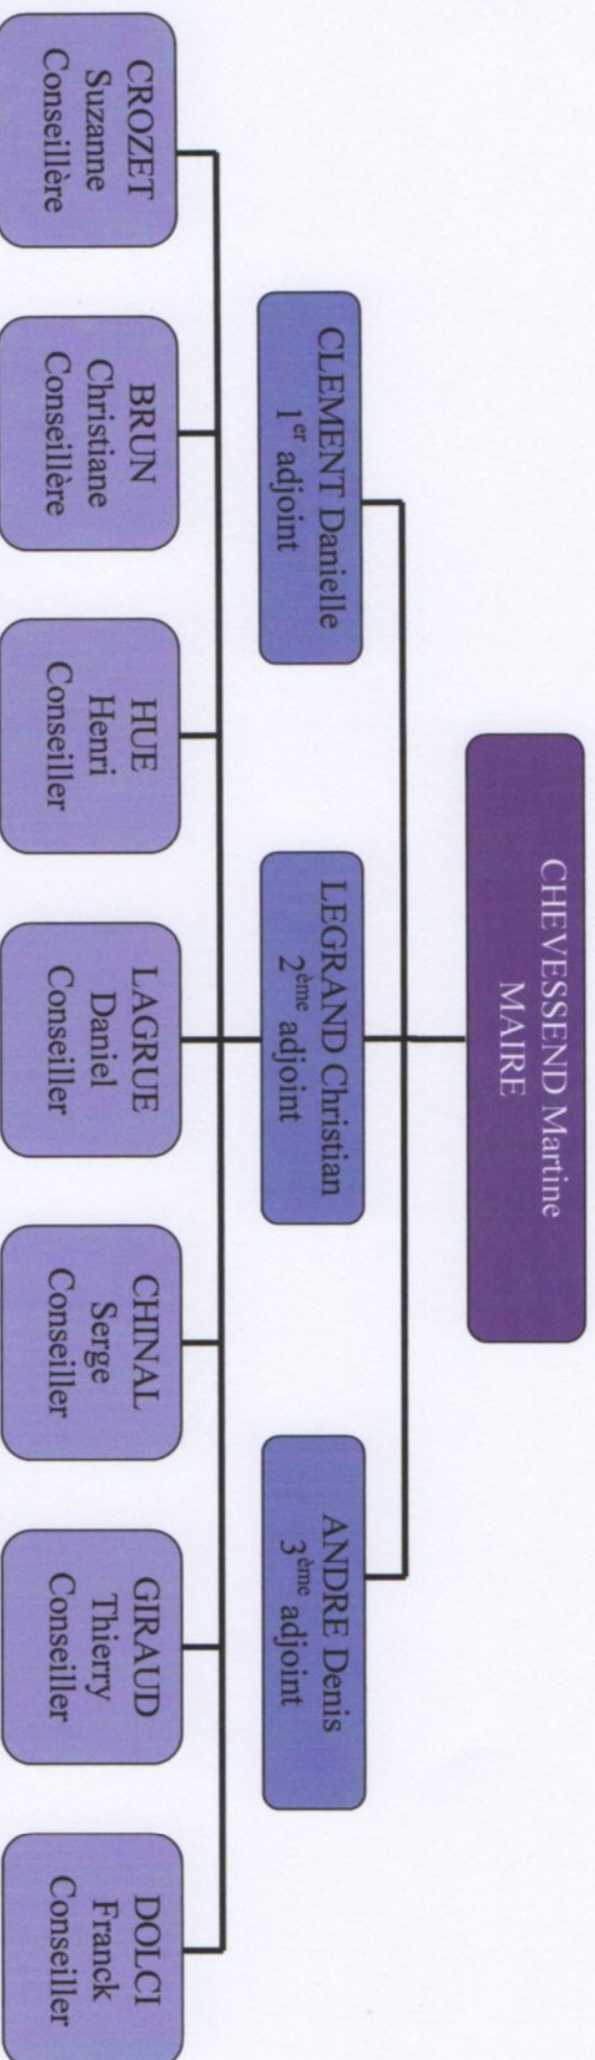 CHEVESSEND Martine
MAIRE
CLEMENT Danielle
1er adjoint
LEGRAND Christian
2ème adjoint
ANDRE Denis
3ème adjoint
CROZET
Suzanne
Conseillère
BRUN
Christiane
Conseillère
HUE
Henri
Conseiller
LAGRUE
Daniel
Conseiller
CHINAL
Serge
Conseiller
GIRAUD
Thierry
Conseiller
DOLCI
Franck
Conseiller